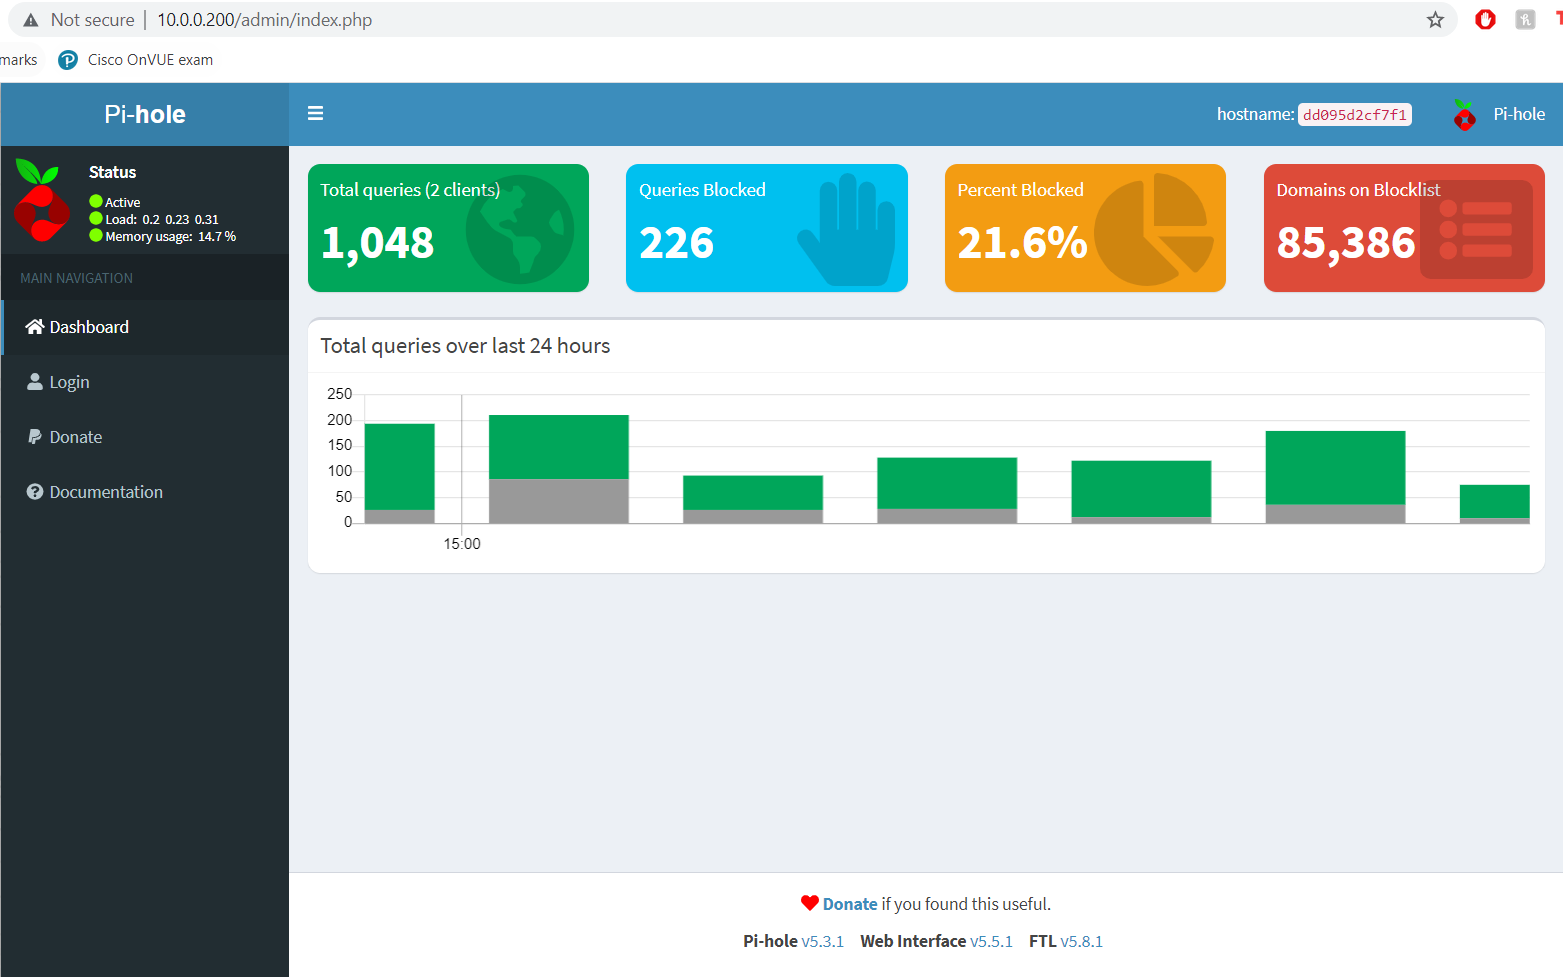 Not secure | 10.0.0.200/admin/index.php
marks Cisco OnVUE exam
Pi-hole
hostname: dd095d2cf7f1 Pi-hole
Status
Active
Load: 0.2 0.23 0.31
Memory usage: 14.7 %
MAIN NAVIGATION
Dashboard
Login
Donate
Documentation
Total queries (2 clients)
1,048
Queries Blocked
226
Percent Blocked
21.6%
Domains on Blocklist
85,386
Total queries over last 24 hours
250
200
150
100
50
0
15:00
Donate if you found this useful.
Pi-hole v5.3.1 Web Interface v5.5.1 FTL v5.8.1